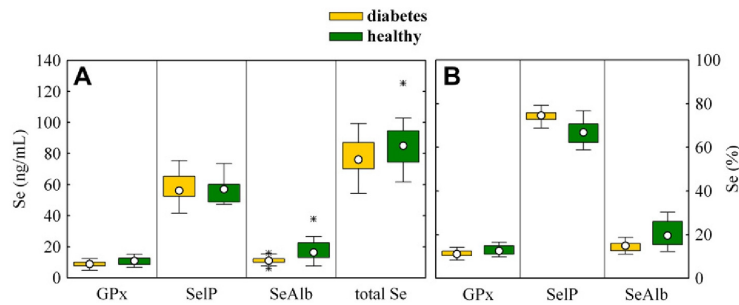 diabetes
healthy
A
B
Se (ng/mL)
140
120
100
80
60
40
20
0
GPx
SelP
SeAlb
total Se
GPx
SelP
SeAlb
100
80
60
40
20
0
Se (%)